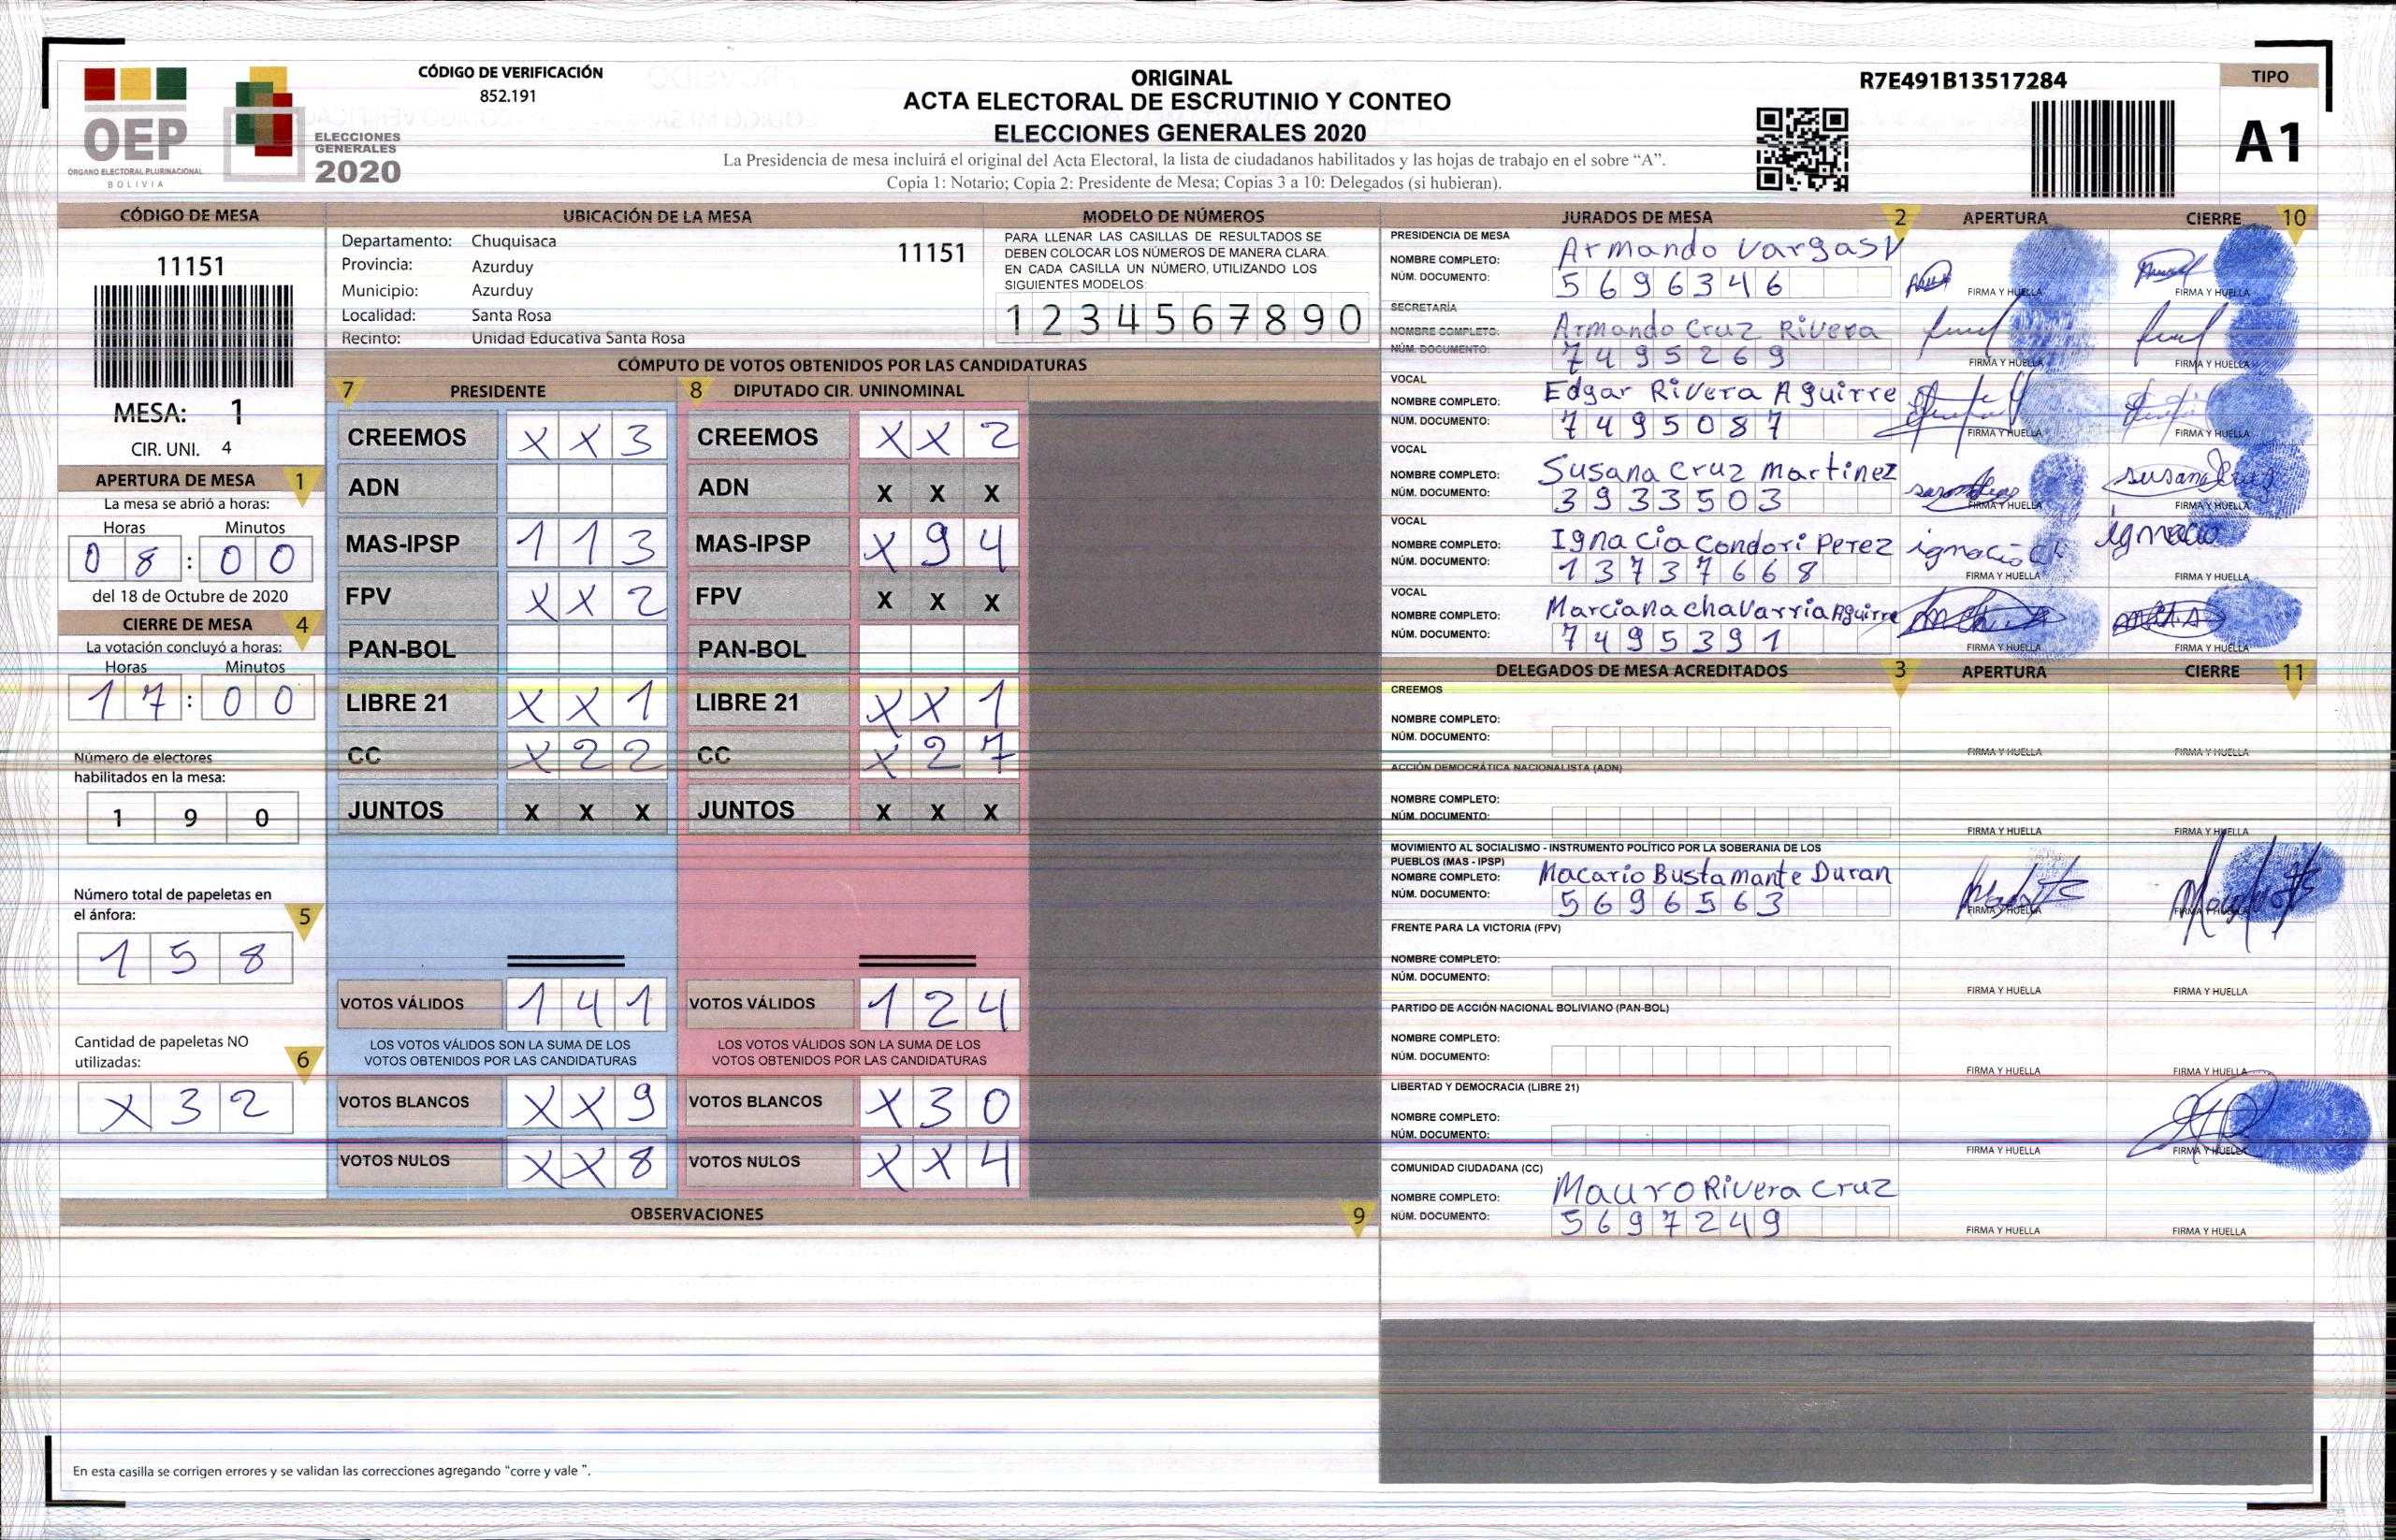 OEP
ÓRGANO ELECTORAL PLURINACIONAL
BOLIVIA
ELECCIONES
GENERALES
2020
CÓDIGO DE VERIFICACIÓN
852.191
ORIGINAL
ACTA ELECTORAL DE ESCRUTINIO Y CONTEO
ELECCIONES GENERALES 2020
La Presidencia de mesa incluirá el original del Acta Electoral, la lista de ciudadanos habilitados y las hojas de trabajo en el sobre “A”.
Copia 1: Notario; Copia 2: Presidente de Mesa; Copias 3 a 10: Delegados (si hubieran).
R7E491B13517284
TIPO
A1
CÓDIGO DE MESA
11151
MESA: 1
CIR. UNI. 4
APERTURA DE MESA 1
La mesa se abrió a horas:
Horas Minutos
0 8 : 0 0
del 18 de Octubre de 2020
CIERRE DE MESA 4
La votación concluyó a horas:
Horas Minutos
1 7 : 0 0
Número de electores
habilitados en la mesa:
1 9 0
Número total de papeletas en
el ánfora: 5
1 5 8
Cantidad de papeletas NO
utilizadas: 6
X 3 2
UBICACIÓN DE LA MESA
Departamento: Chuquisaca 11151
Provincia: Azurduy
Municipio: Azurduy
Localidad: Santa Rosa
Recinto: Unidad Educativa Santa Rosa
MODELO DE NÚMEROS
PARA LLENAR LAS CASILLAS DE RESULTADOS SE
DEBEN COLOCAR LOS NÚMEROS DE MANERA CLARA.
EN CADA CASILLA UN NÚMERO, UTILIZANDO LOS
SIGUIENTES MODELOS:
1 2 3 4 5 6 7 8 9 0
CÓMPUTO DE VOTOS OBTENIDOS POR LAS CANDIDATURAS
7 PRESIDENTE 8 DIPUTADO CIR. UNINOMINAL
CREEMOS X X 3 CREEMOS X X 2
ADN ADN X X X
MAS-IPSP 1 1 3 MAS-IPSP X 9 4
FPV X X 2 FPV X X X
PAN-BOL PAN-BOL
LIBRE 21 X X 1 LIBRE 21 X X 1
CC X 2 2 CC X 2 7
JUNTOS X X X JUNTOS X X X
VOTOS VÁLIDOS 1 4 1 VOTOS VÁLIDOS 1 2 4
LOS VOTOS VÁLIDOS SON LA SUMA DE LOS LOS VOTOS VÁLIDOS SON LA SUMA DE LOS
VOTOS OBTENIDOS POR LAS CANDIDATURAS VOTOS OBTENIDOS POR LAS CANDIDATURAS
VOTOS BLANCOS X X 9 VOTOS BLANCOS X 3 0
VOTOS NULOS X X 8 VOTOS NULOS X X 4
OBSERVACIONES 9
En esta casilla se corrigen errores y se validan las correcciones agregando “corre y vale ”.
JURADOS DE MESA 2 APERTURA CIERRE 10
PRESIDENCIA DE MESA
NOMBRE COMPLETO: Armando Vargas V
NÚM. DOCUMENTO: 5 6 9 6 3 4 6 FIRMA Y HUELLA FIRMA Y HUELLA
SECRETARÍA
NOMBRE COMPLETO: Armando Cruz Rivera
NÚM. DOCUMENTO: 7 4 9 5 2 6 9 FIRMA Y HUELLA FIRMA Y HUELLA
VOCAL
NOMBRE COMPLETO: Edgar Rivera Aguirre
NÚM. DOCUMENTO: 7 4 9 5 0 8 7 FIRMA Y HUELLA FIRMA Y HUELLA
VOCAL
NOMBRE COMPLETO: Susana Cruz Martinez
NÚM. DOCUMENTO: 3 9 3 3 5 0 3 FIRMA Y HUELLA FIRMA Y HUELLA
VOCAL
NOMBRE COMPLETO: Ignacia Condori Perez ignacio ignacio
NÚM. DOCUMENTO: 1 3 7 3 7 6 6 8 FIRMA Y HUELLA FIRMA Y HUELLA
VOCAL
NOMBRE COMPLETO: Marciana chavarria Aguirre
NÚM. DOCUMENTO: 7 4 9 5 3 9 1 FIRMA Y HUELLA FIRMA Y HUELLA
DELEGADOS DE MESA ACREDITADOS 3 APERTURA CIERRE 11
CREEMOS
NOMBRE COMPLETO:
NÚM. DOCUMENTO: FIRMA Y HUELLA FIRMA Y HUELLA
ACCIÓN DEMOCRÁTICA NACIONALISTA (ADN)
NOMBRE COMPLETO:
NÚM. DOCUMENTO: FIRMA Y HUELLA FIRMA Y HUELLA
MOVIMIENTO AL SOCIALISMO - INSTRUMENTO POLÍTICO POR LA SOBERANIA DE LOS
PUEBLOS (MAS - IPSP)
NOMBRE COMPLETO: Macario Bustamante Duran
NÚM. DOCUMENTO: 5 6 9 6 5 6 3 FIRMA Y HUELLA FIRMA Y HUELLA
FRENTE PARA LA VICTORIA (FPV)
NOMBRE COMPLETO:
NÚM. DOCUMENTO: FIRMA Y HUELLA FIRMA Y HUELLA
PARTIDO DE ACCIÓN NACIONAL BOLIVIANO (PAN-BOL)
NOMBRE COMPLETO:
NÚM. DOCUMENTO: FIRMA Y HUELLA FIRMA Y HUELLA
LIBERTAD Y DEMOCRACIA (LIBRE 21)
NOMBRE COMPLETO:
NÚM. DOCUMENTO: FIRMA Y HUELLA FIRMA Y HUELLA
COMUNIDAD CIUDADANA (CC)
NOMBRE COMPLETO: Mauro Rivera Cruz
NÚM. DOCUMENTO: 5 6 9 7 2 4 9 FIRMA Y HUELLA FIRMA Y HUELLA